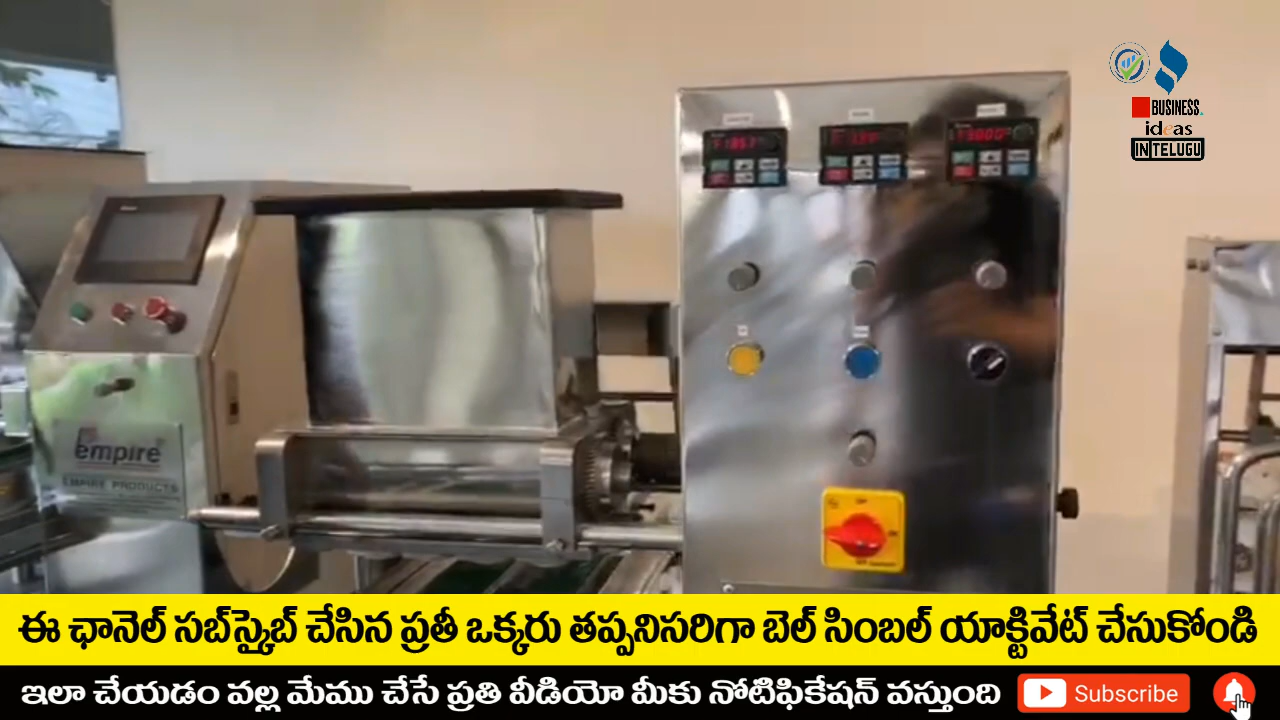 BUSINESS.
ideas
IN TELUGU
empire
EMPIRE PRODUCTS
ఈ ఛానెల్ సబ్‌స్క్రైబ్ చేసిన ప్రతీ ఒక్కరు తప్పనిసరిగా బెల్ సింబల్ యాక్టివేట్ చేసుకోండి
ఇలా చేయడం వల్ల మేము చేసే ప్రతి వీడియో మీకు నోటిఫికేషన్ వస్తుంది
Subscribe